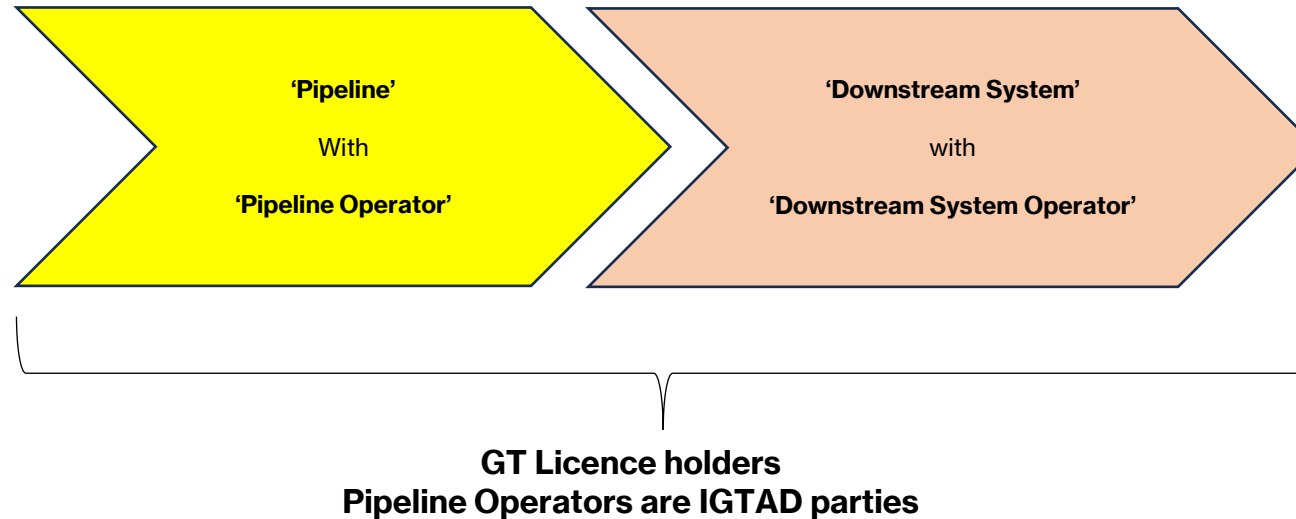 ‘Pipeline’
With
‘Pipeline Operator’
‘Downstream System’
with
‘Downstream System Operator’
GT Licence holders
Pipeline Operators are IGTAD parties